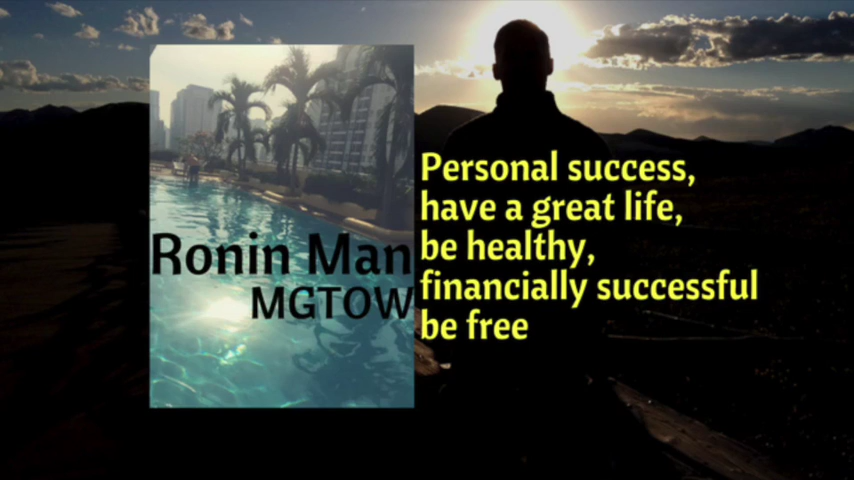 Ronin Man
MGTOW
Personal success,
have a great life,
be healthy,
financially successful
be free